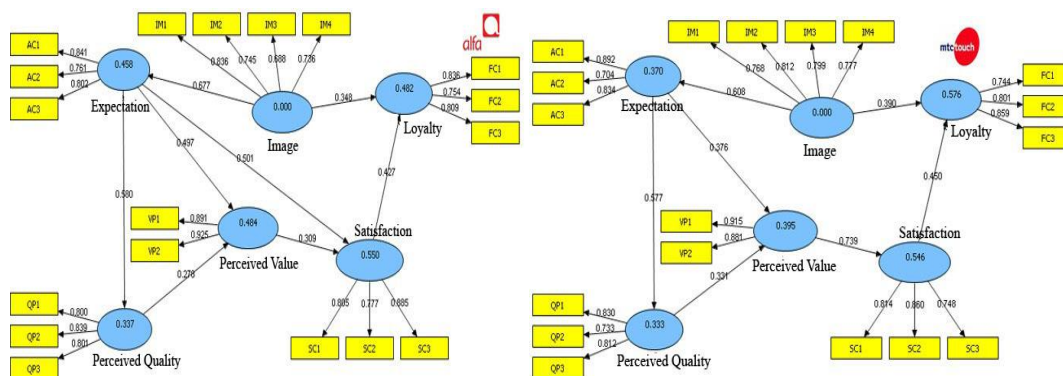 IM1 IM2 IM3 IM4
alfa
AC1 0.841
AC2 0.761
AC3 0.802
0.458
Expectation
0.836 0.745 0.688 0.736
0.677
0.000
Image
0.348
0.482
Loyalty
0.836 FC1
0.754 FC2
0.809 FC3
0.497
0.501
0.427
0.580
VP1 0.891
VP2 0.925
0.484
Perceived Value
0.309
Satisfaction
0.550
0.278
QP1 0.800
QP2 0.839
QP3 0.801
0.337
Perceived Quality
0.777
SC1 SC2 SC3
IM1 IM2 IM3 IM4
mtc touch
AC1 0.892
AC2 0.704
AC3 0.834
0.370
Expectation
0.768 0.812 0.799 0.777
0.608
0.000
Image
0.390
0.576
Loyalty
0.744 FC1
0.801 FC2
0.859 FC3
0.376
0.450
0.577
VP1 0.915
VP2 0.881
0.395
Perceived Value
0.739
Satisfaction
0.546
0.331
QP1 0.830
QP2 0.733
QP3 0.812
0.333
Perceived Quality
0.814 0.860 0.748
SC1 SC2 SC3